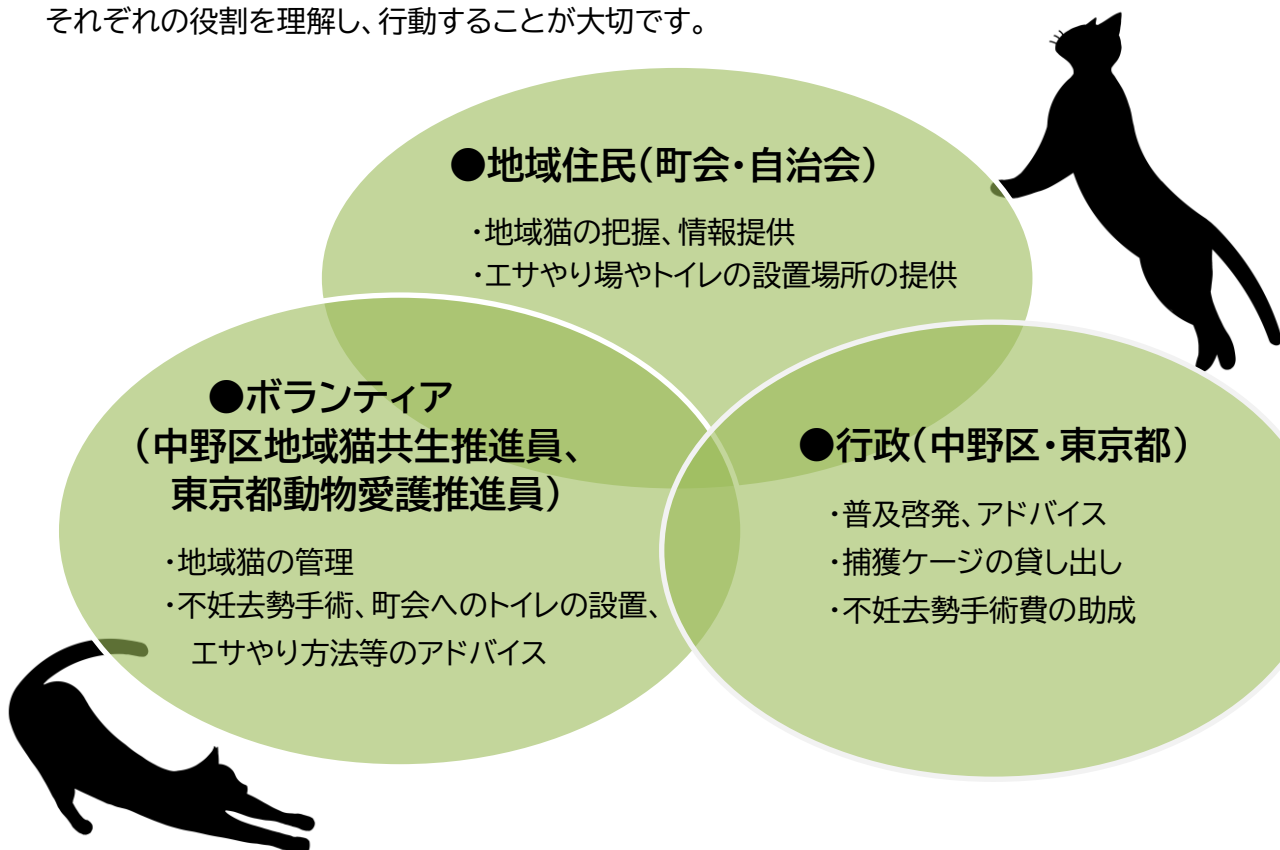 それぞれの役割を理解し、行動することが大切です。
●地域住民(町会・自治会)
・地域猫の把握、情報提供
・エサやり場やトイレの設置場所の提供
●ボランティア
(中野区地域猫共生推進員、
東京都動物愛護推進員)
・地域猫の管理
・不妊去勢手術、町会へのトイレの設置、
エサやり方法等のアドバイス
●行政(中野区・東京都)
・普及啓発、アドバイス
・捕獲ケージの貸し出し
・不妊去勢手術費の助成